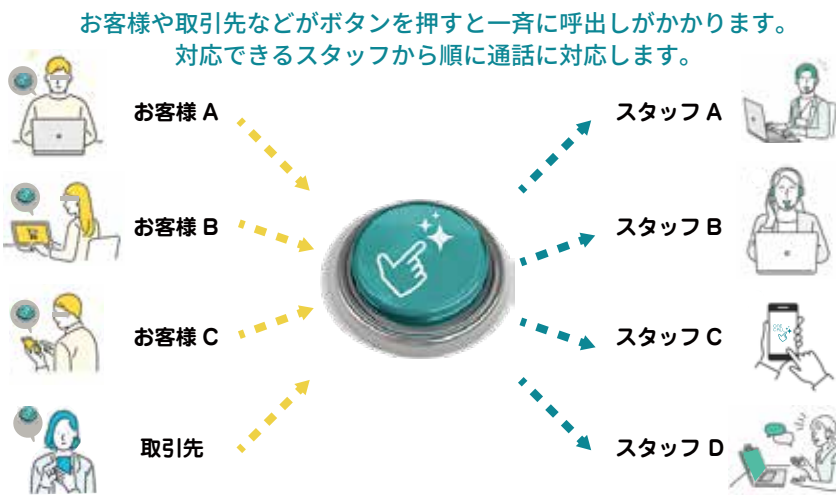 お客様や取引先などがボタンを押すと一斉に呼出しがかかります。
対応できるスタッフから順に通話に対応します。
お客様 A
スタッフ A
お客様 B
スタッフ B
お客様 C
スタッフ C
取引先
スタッフ D